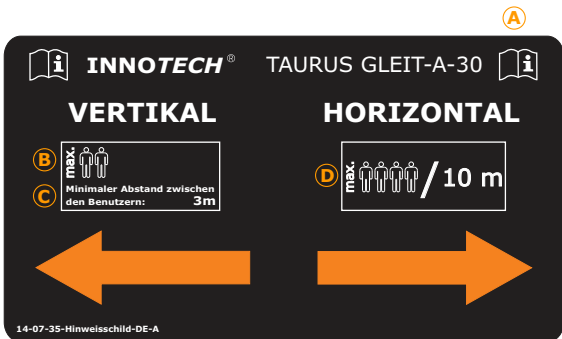 A
INNOTECH® TAURUS GLEIT-A-30
VERTIKAL HORIZONTAL
B max.
C Minimaler Abstand zwischen
den Benutzern: 3m
D max. / 10 m
14-07-35-Hinweisschild-DE-A